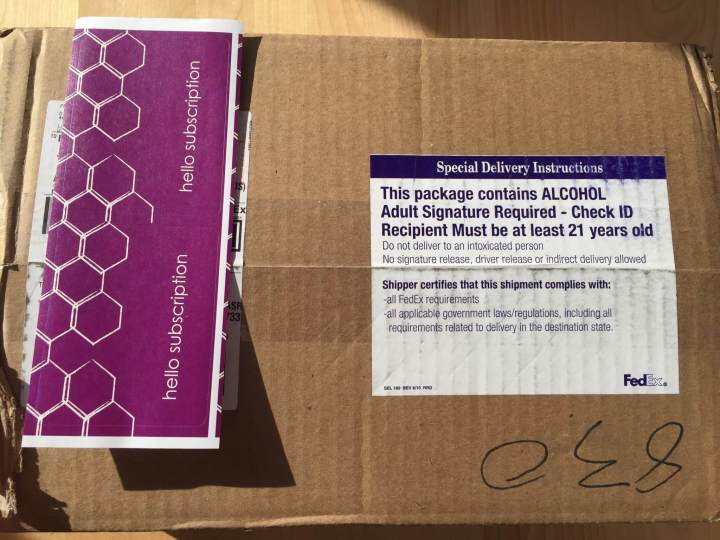 hello subscription
hello subscription
Special Delivery Instructions
This package contains ALCOHOL
Adult Signature Required - Check ID
Recipient Must be at least 21 years old
Do not deliver to an intoxicated person
No signature release, driver release or indirect delivery allowed
Shipper certifies that this shipment complies with:
-all FedEx requirements
-all applicable government laws/regulations, including all
requirements related to delivery in the destination state.
FedEx®